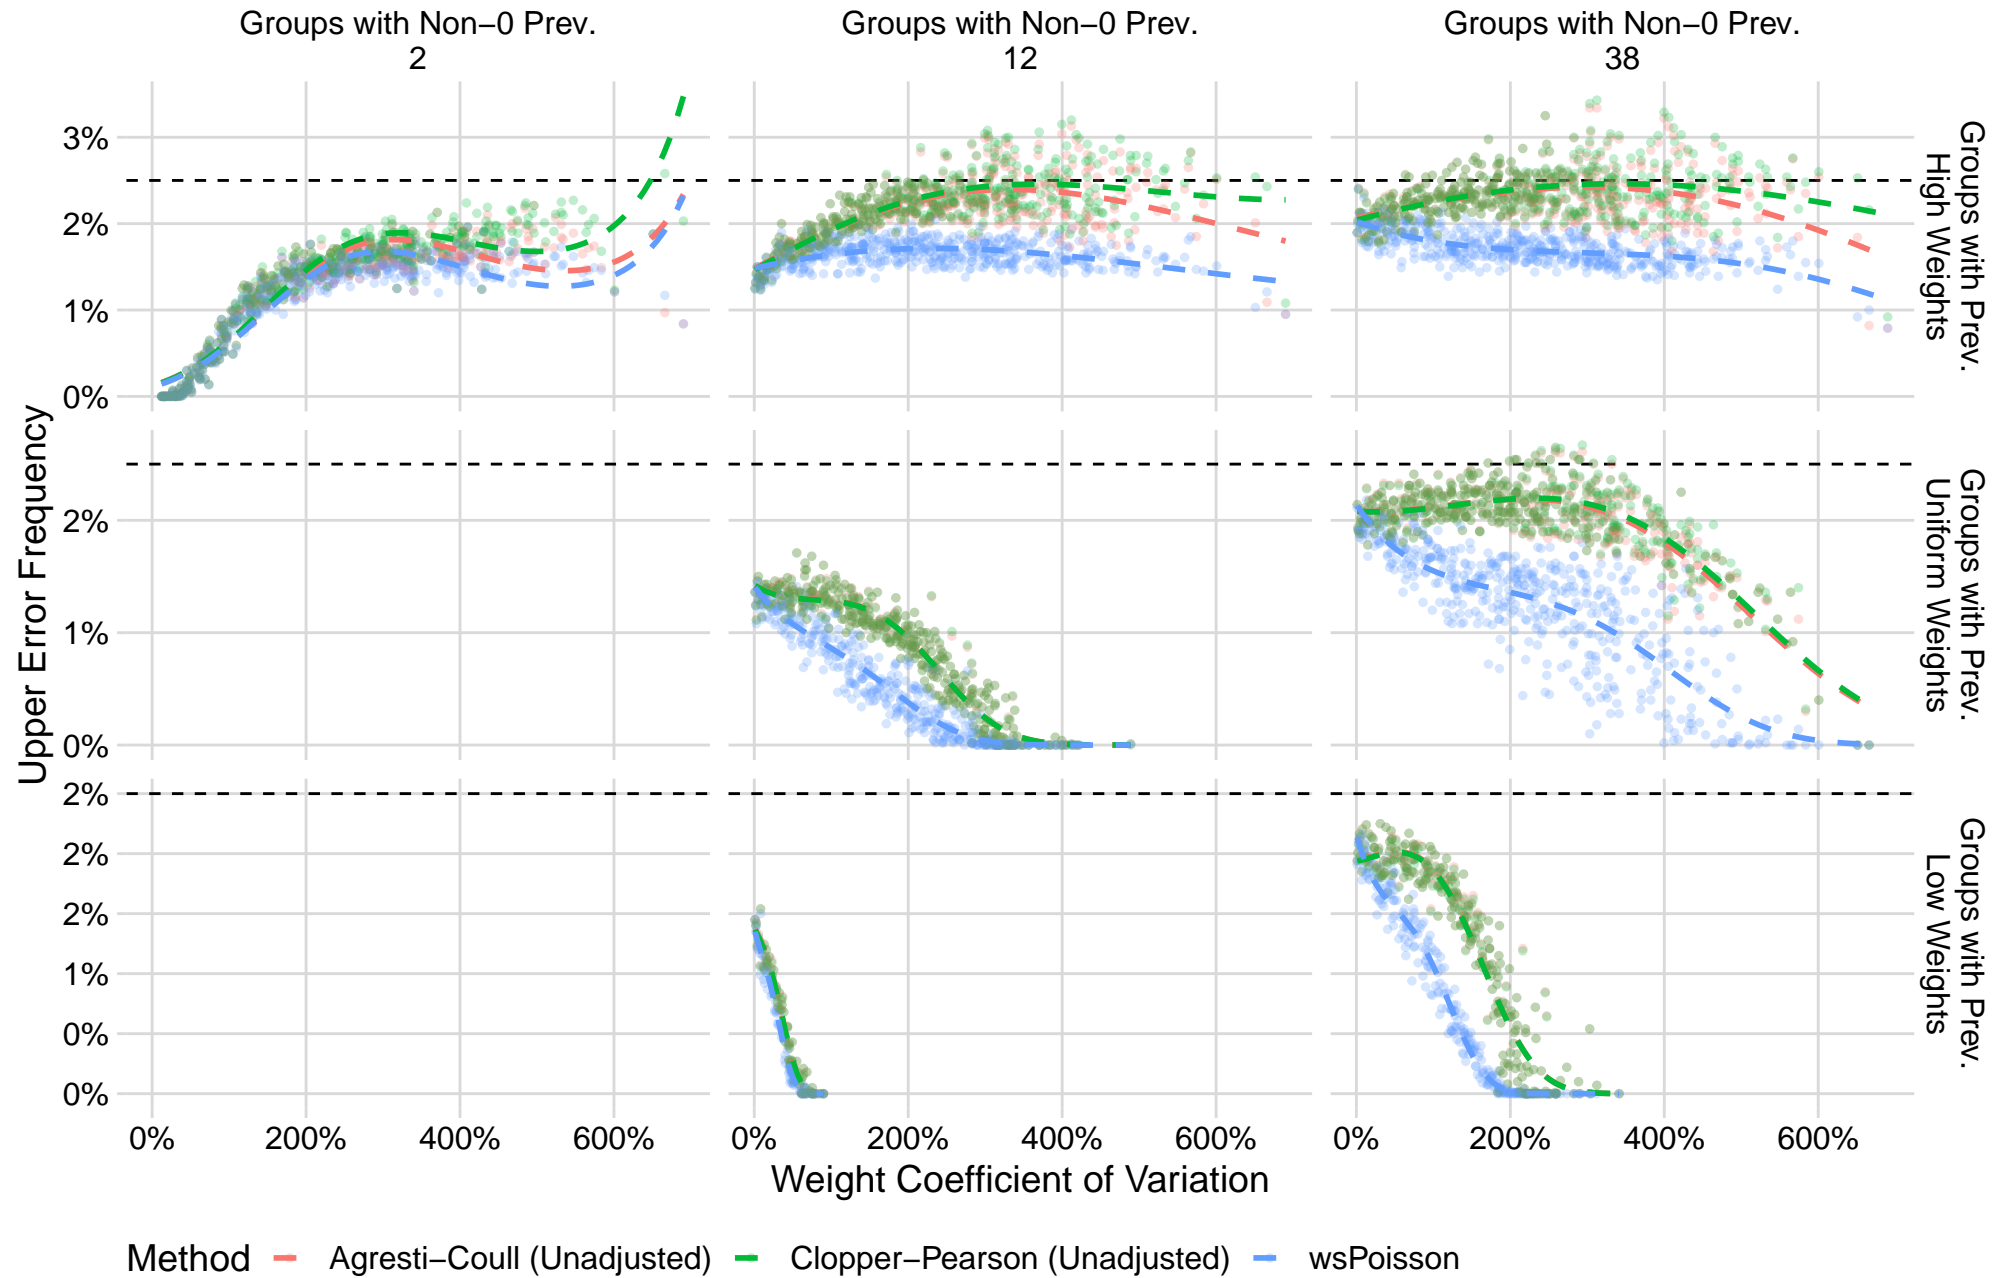 Groups with Non−0 Prev.
2
Groups with Non−0 Prev.
12
Groups with Non−0 Prev.
38
3%
2%
1%
0%
Groups with Prev.
High Weights
2%
1%
0%
Groups with Prev.
Uniform Weights
2%
2%
2%
1%
0%
0%
Groups with Prev.
Low Weights
Upper Error Frequency
0%
200%
400%
600%
0%
200%
400%
600%
0%
200%
400%
600%
Weight Coefficient of Variation
Method
Agresti−Coull (Unadjusted)
Clopper−Pearson (Unadjusted)
wsPoisson